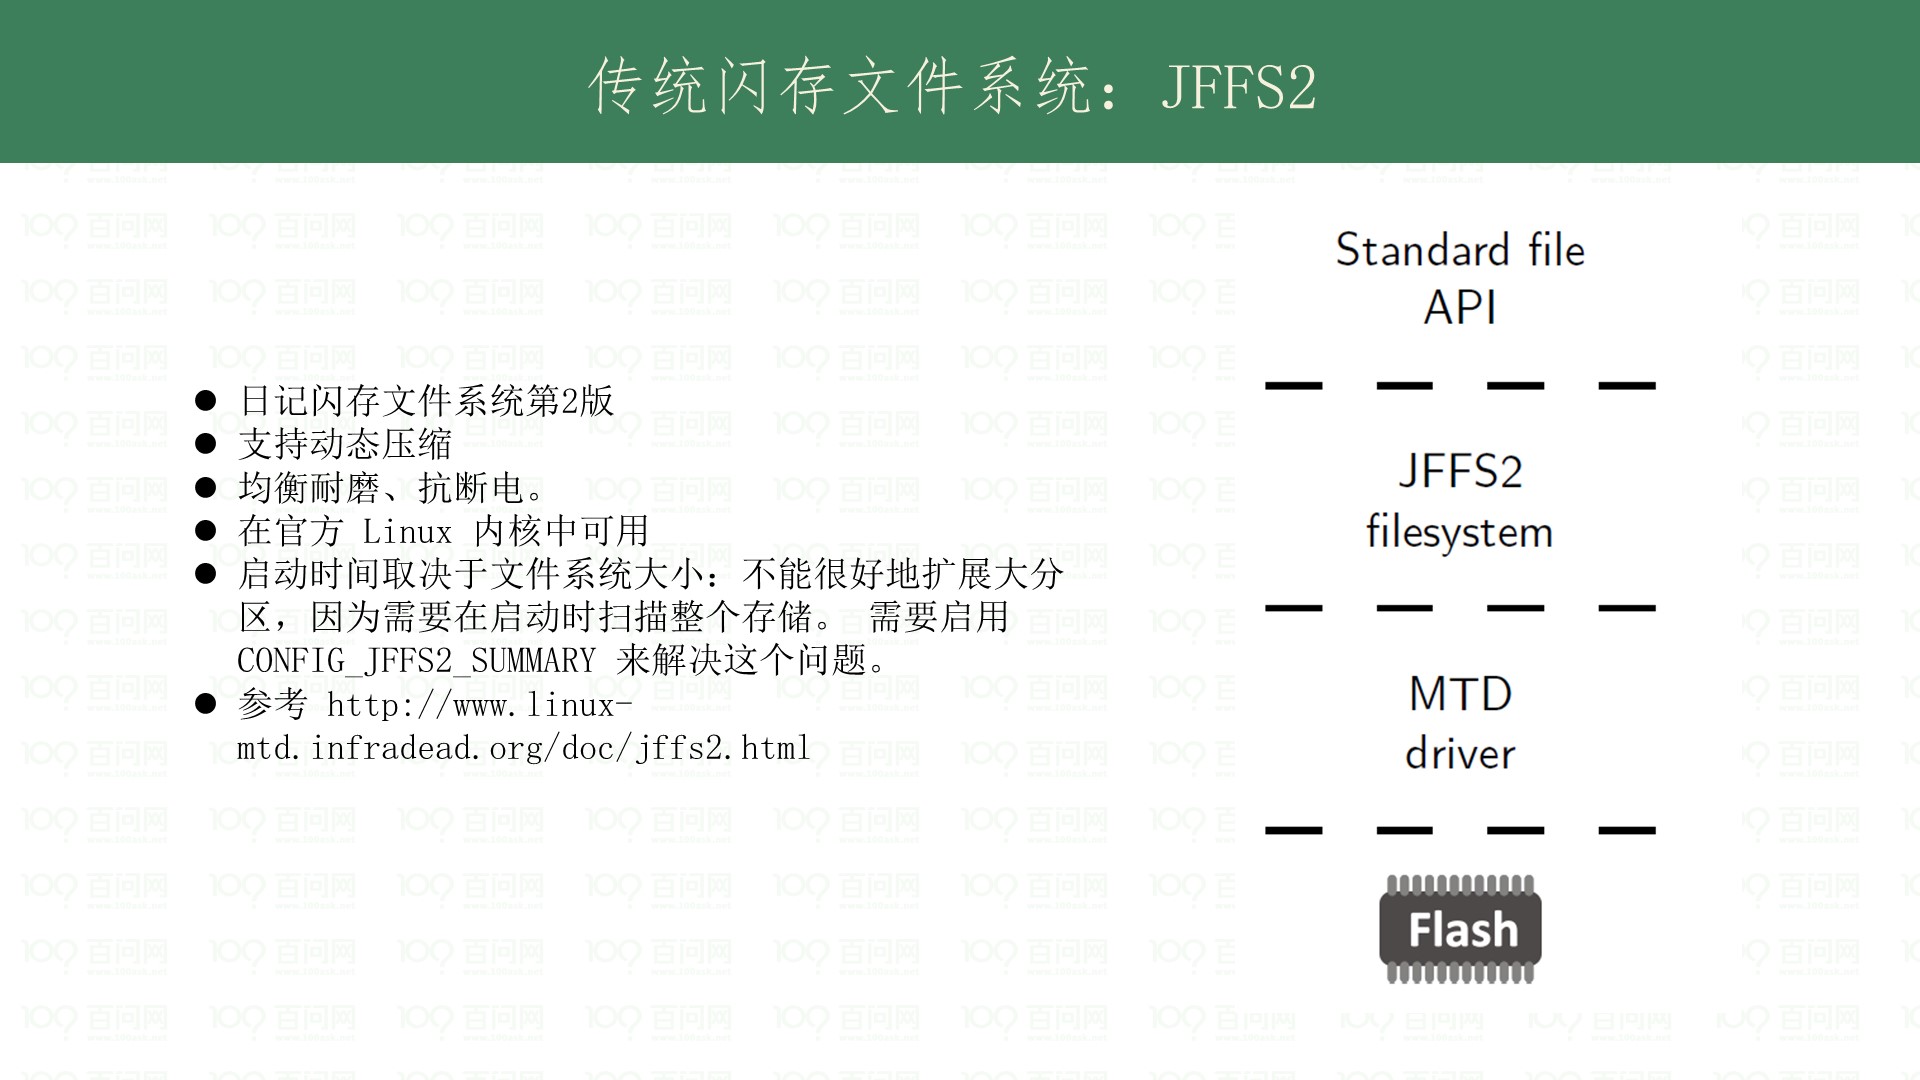 传统闪存文件系统：JFFS2
日记闪存文件系统第2版
支持动态压缩
均衡耐磨、抗断电。
在官方 Linux 内核中可用
启动时间取决于文件系统大小：不能很好地扩展大分
区，因为需要在启动时扫描整个存储。 需要启用
CONFIG_JFFS2_SUMMARY 来解决这个问题。
参考 http://www.linux-
mtd.infradead.org/doc/jffs2.html
Standard file
API
JFFS2
filesystem
MTD
driver
Flash
百问网